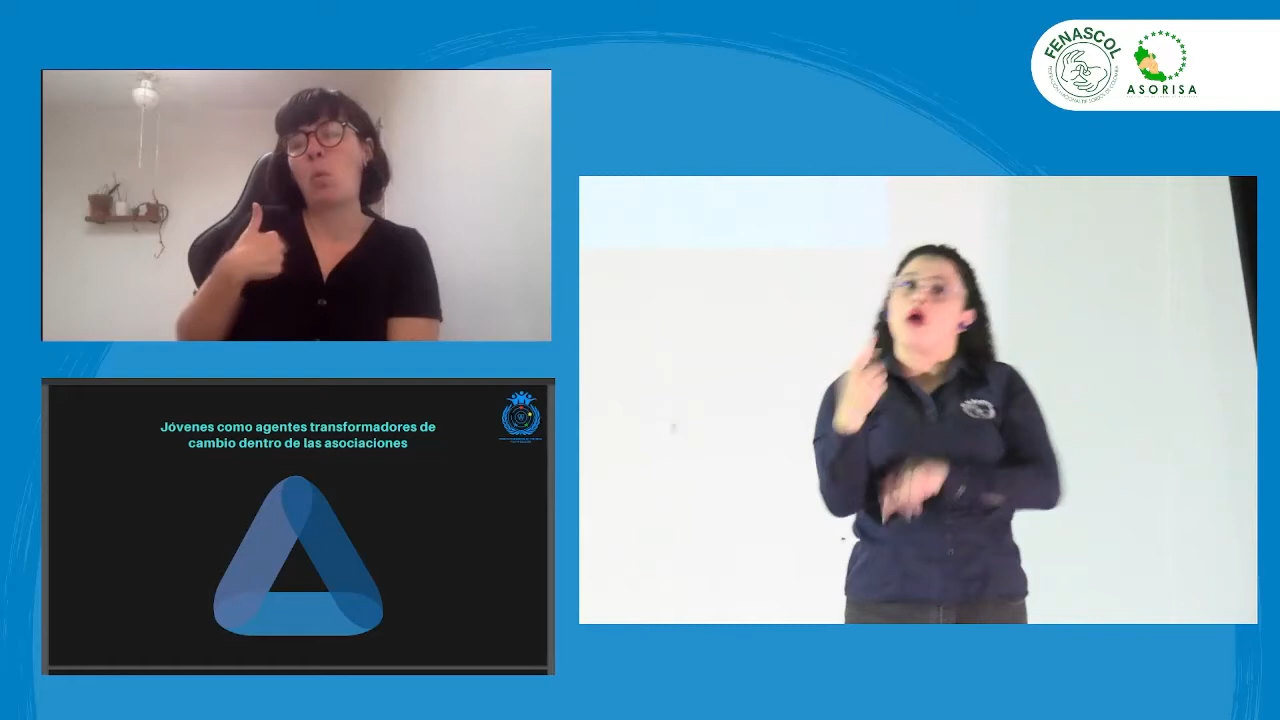 FENASCOL
ASORISA
Jóvenes como agentes transformadores de
cambio dentro de las asociaciones